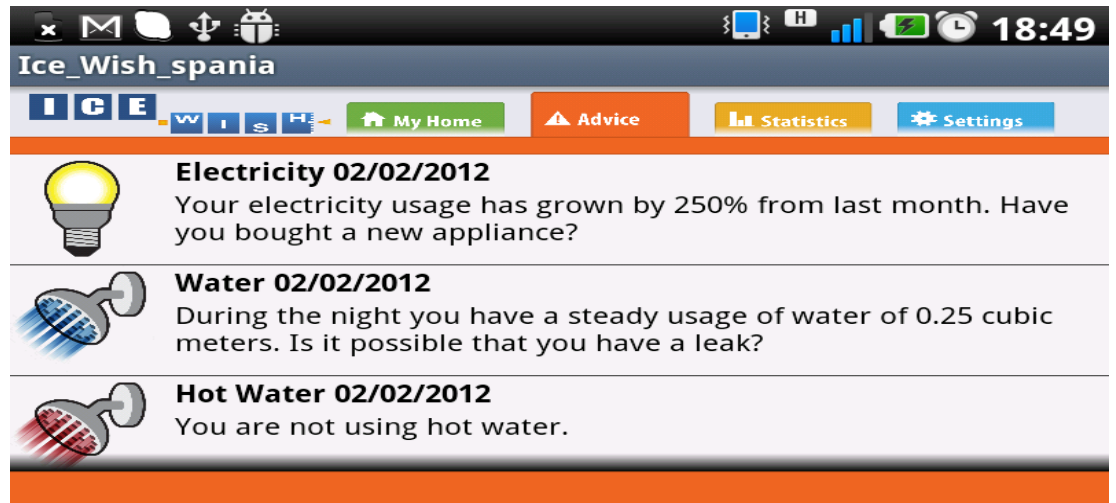 H
18:49
Ice_Wish_spania
ICE-WISH
My Home
Advice
Statistics
Settings
Electricity 02/02/2012
Your electricity usage has grown by 250% from last month. Have
you bought a new appliance?
Water 02/02/2012
During the night you have a steady usage of water of 0.25 cubic
meters. Is it possible that you have a leak?
Hot Water 02/02/2012
You are not using hot water.